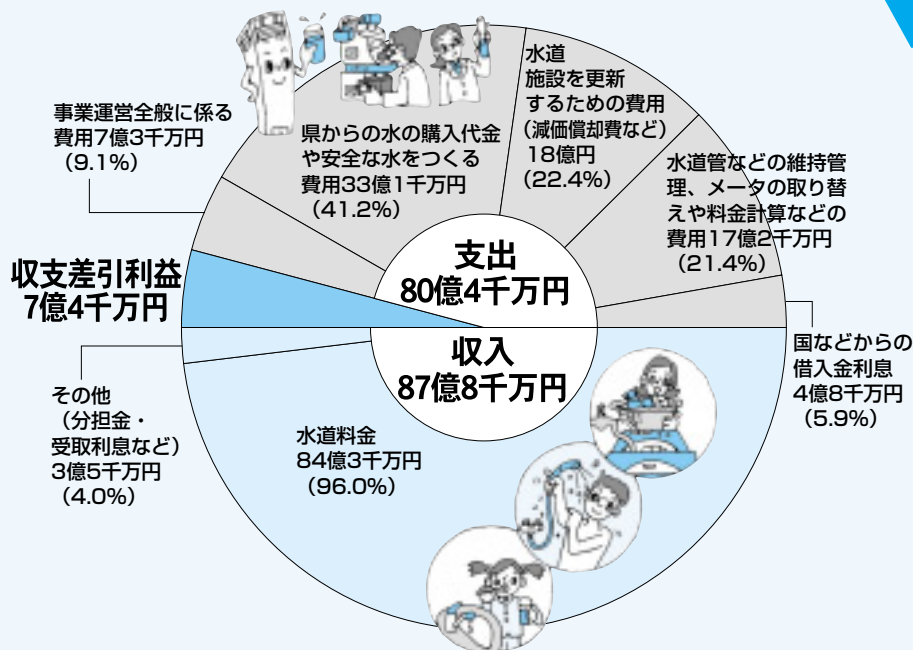 事業運営全般に係る
費用7億3千万円
（9.1%）
県からの水の購入代金
や安全な水をつくる
費用33億1千万円
（41.2%）
水道
施設を更新
するための費用
（減価償却費など）
18億円
（22.4%）
水道管などの維持管
理、メータの取り替
えや料金計算などの
費用17億2千万円
（21.4%）
支出
80億4千万円
収支差引利益
7億4千万円
収入
87億8千万円
国などからの
借入金利息
4億8千万円
（5.9%）
その他
（分担金・
受取利息など）
3億5千万円
（4.0%）
水道料金
84億3千万円
（96.0%）